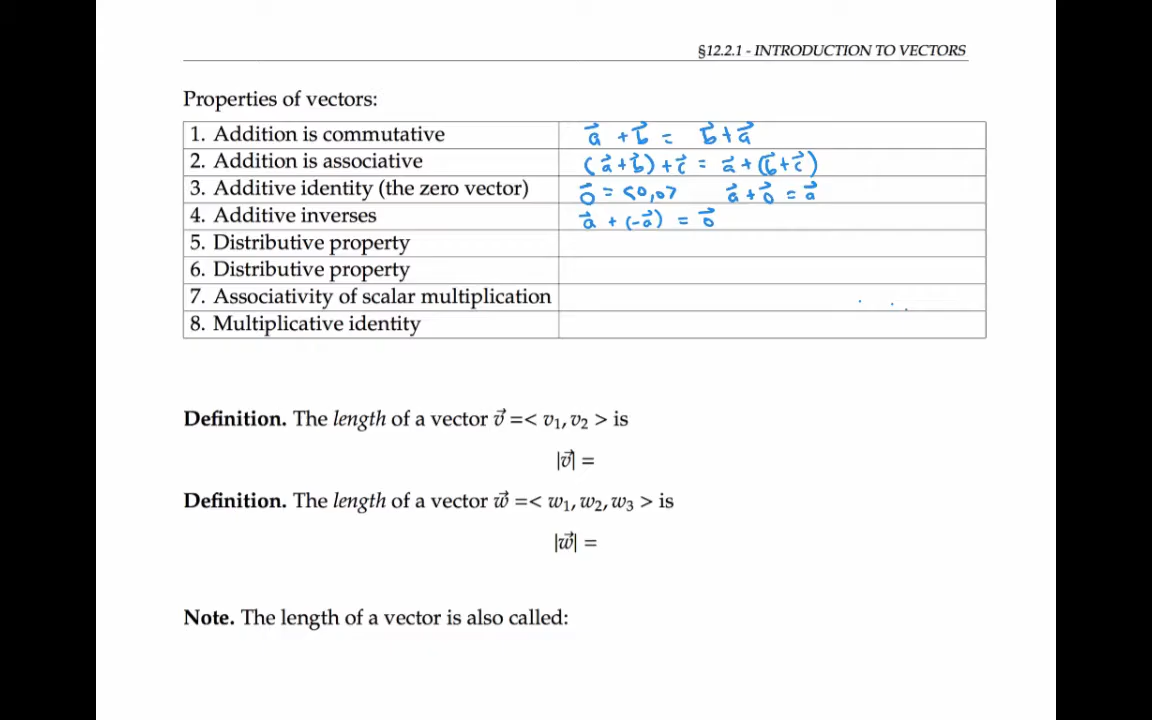 §12.2.1 - INTRODUCTION TO VECTORS
Properties of vectors:
1. Addition is commutative a⃗ + b⃗ = b⃗ + a⃗
2. Addition is associative (a⃗ + b⃗) + c⃗ = a⃗ + (b⃗ + c⃗)
3. Additive identity (the zero vector) 0⃗ = <0,0> a⃗ + 0⃗ = a⃗
4. Additive inverses a⃗ + (-a⃗) = 0⃗
5. Distributive property
6. Distributive property
7. Associativity of scalar multiplication
8. Multiplicative identity
Definition. The length of a vector v⃗ =< v₁, v₂ > is
|v⃗| =
Definition. The length of a vector w⃗ =< w₁, w₂, w₃ > is
|w⃗| =
Note. The length of a vector is also called: